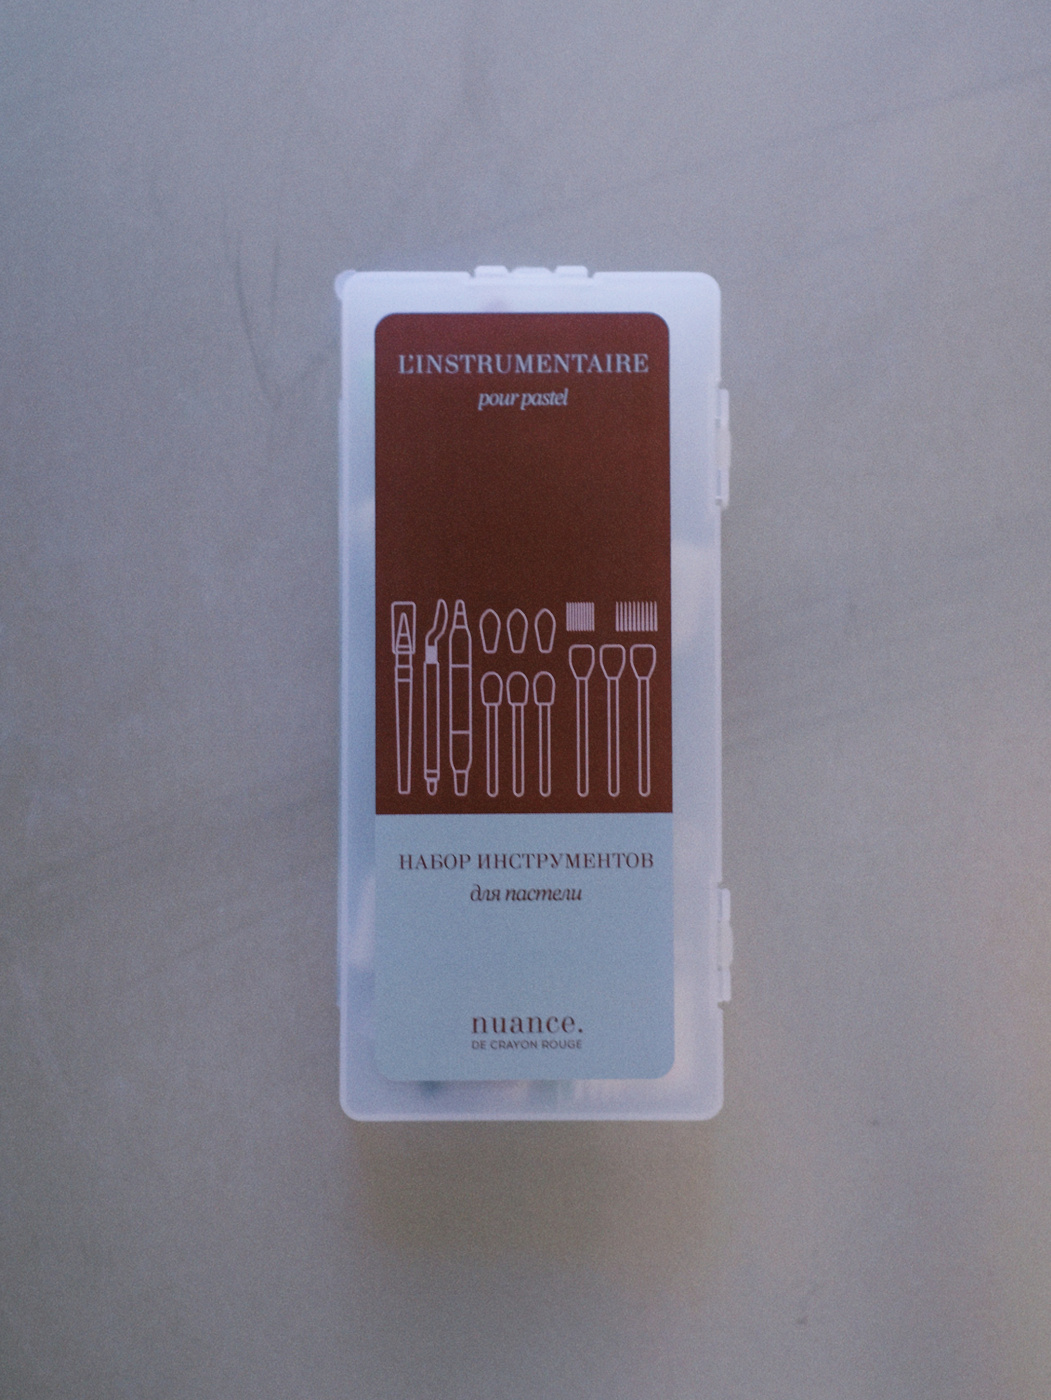 L'INSTRUMENTAIRE
pour pastel
НАБОР ИНСТРУМЕНТОВ
для пастели
nuance.
DE CRAYON ROUGE